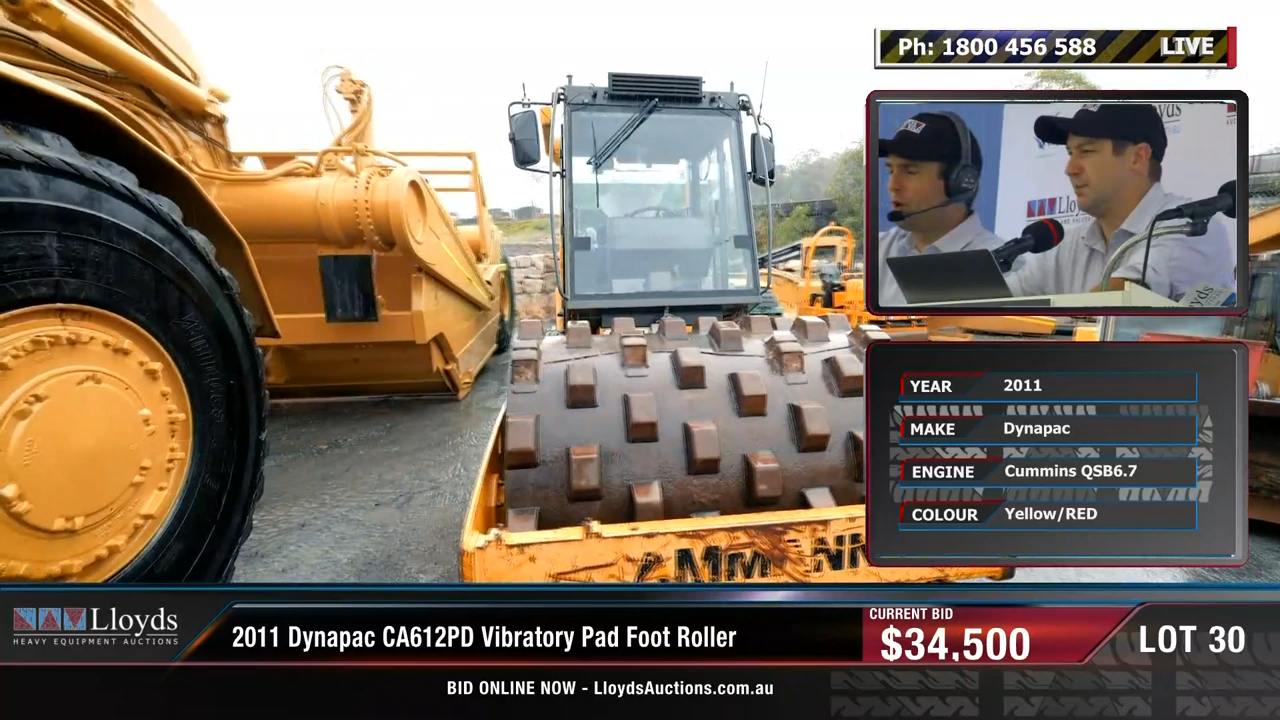 Ph: 1800 456 588
LIVE
Lloyds
YEAR 2011
MAKE Dynapac
ENGINE Cummins QSB6.7
COLOUR Yellow/RED
Lloyds
HEAVY EQUIPMENT AUCTIONS
2011 Dynapac CA612PD Vibratory Pad Foot Roller
CURRENT BID
$34,500
LOT 30
BID ONLINE NOW - LloydsAuctions.com.au